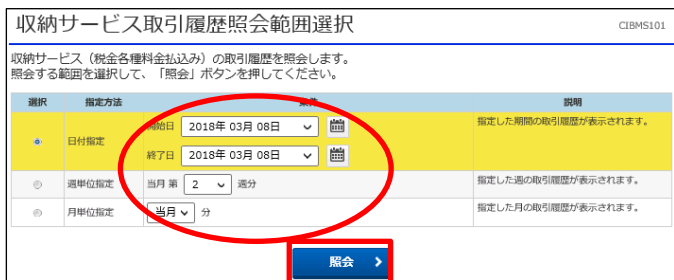 収納サービス取引履歴照会範囲選択 CIBMS101
収納サービス（税金各種料金払込み）の取引履歴を照会します。
照会する範囲を選択して、「照会」ボタンを押してください。
選択 指定方法 条件 説明
日付指定 開始日 2018年 03月 08日 指定した期間の取引履歴が表示されます。
終了日 2018年 03月 08日
週単位指定 当月 第 2 週分 指定した週の取引履歴が表示されます。
月単位指定 当月 分 指定した月の取引履歴が表示されます。
照会